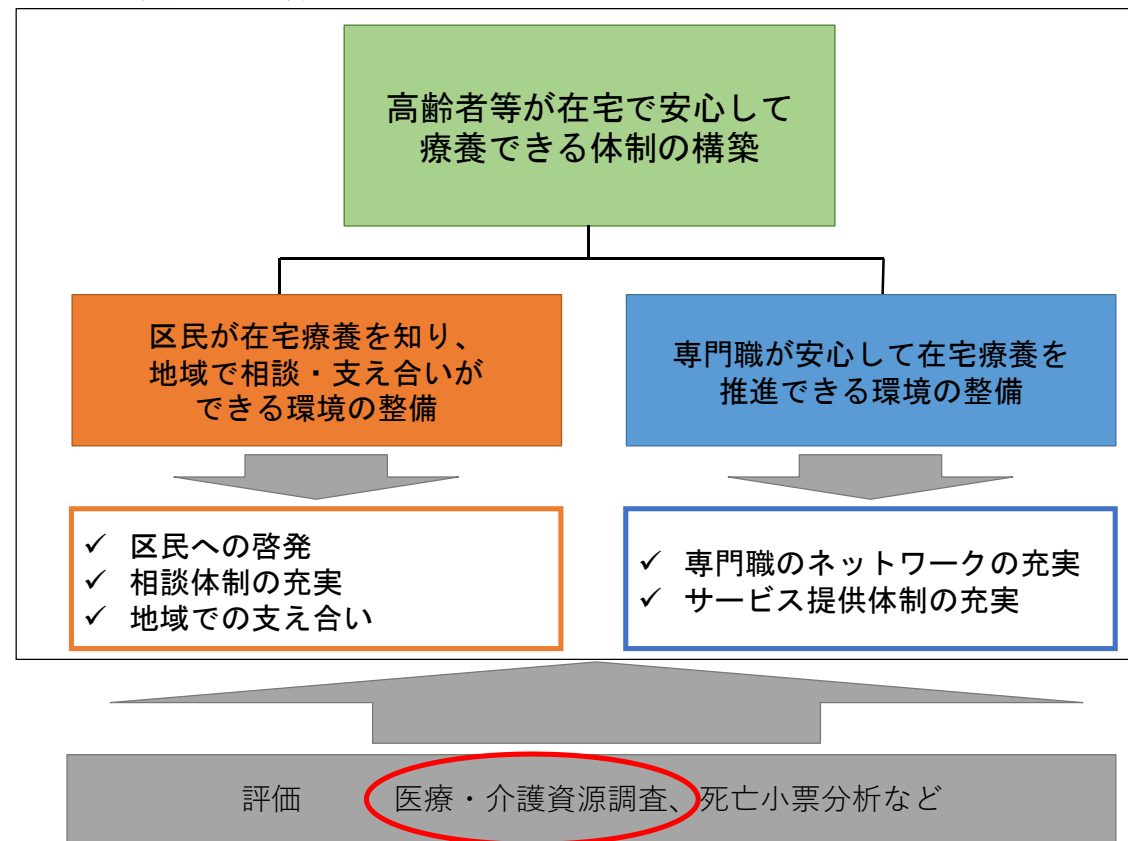 高齢者等が在宅で安心して
療養できる体制の構築
区民が在宅療養を知り、
地域で相談・支え合いが
できる環境の整備
専門職が安心して在宅療養を
推進できる環境の整備
✓ 区民への啓発
✓ 相談体制の充実
✓ 地域での支え合い
✓ 専門職のネットワークの充実
✓ サービス提供体制の充実
評価　医療・介護資源調査、死亡小票分析など